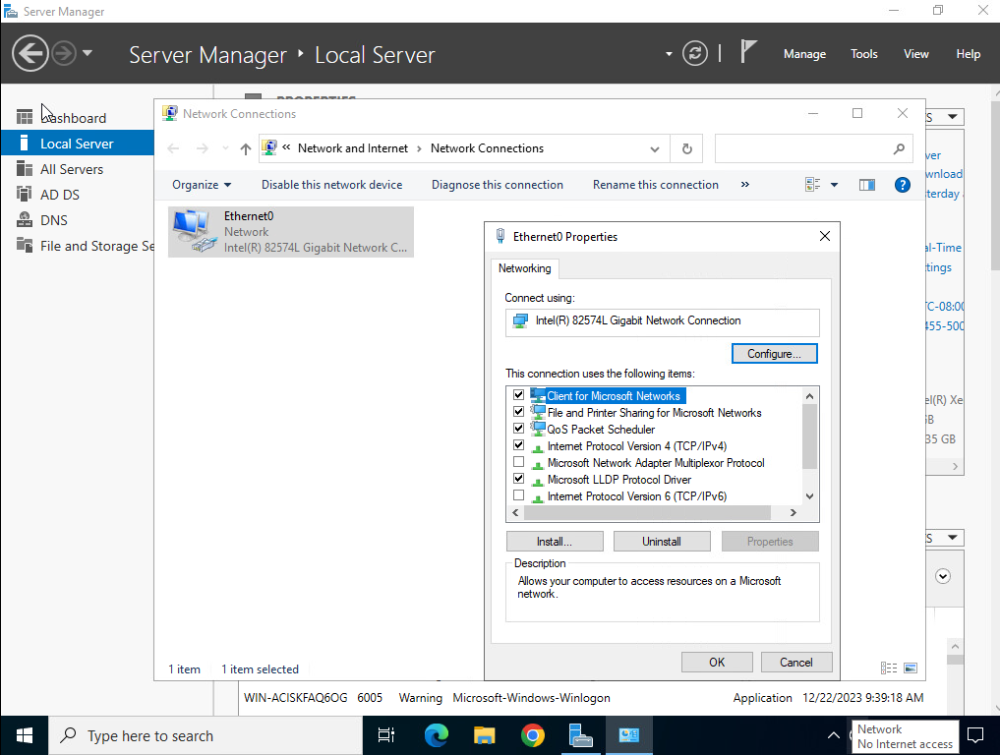 Server Manager
Server Manager
Local Server
Manage
Tools
View
Help
Dashboard
Local Server
All Servers
AD DS
DNS
File and Storage Se
PROPERTIES
Network Connections
« Network and Internet › Network Connections
Organize
Disable this network device
Diagnose this connection
Rename this connection
»
Ethernet0
Network
Intel(R) 82574L Gigabit Network C...
Ethernet0 Properties
Networking
Connect using:
Intel(R) 82574L Gigabit Network Connection
Configure...
This connection uses the following items:
Client for Microsoft Networks
File and Printer Sharing for Microsoft Networks
QoS Packet Scheduler
Internet Protocol Version 4 (TCP/IPv4)
Microsoft Network Adapter Multiplexor Protocol
Microsoft LLDP Protocol Driver
Internet Protocol Version 6 (TCP/IPv6)
Install...
Uninstall
Properties
Description
Allows your computer to access resources on a Microsoft
network.
OK
Cancel
1 item
1 item selected
S
ver
wnload
sterday
al-Time
ttings
TC-08:00
455-500
el(R) Xe
GB
35 GB
S
WIN-ACISKFAQ6OG 6005 Warning Microsoft-Windows-Winlogon Application 12/22/2023 9:39:18 AM
Type here to search
Network
No Internet access